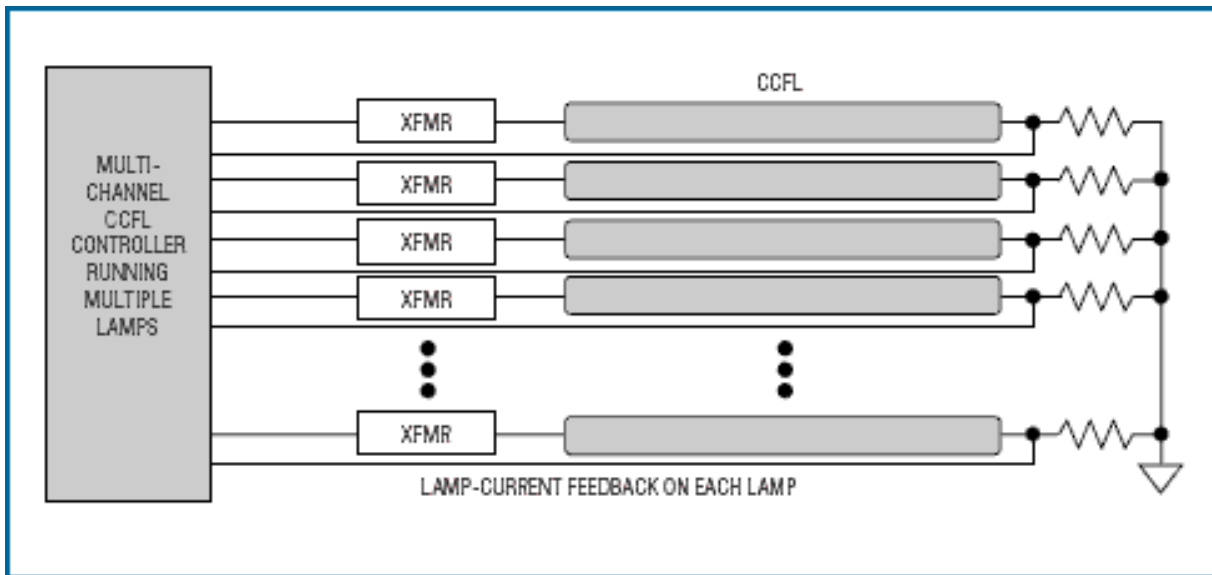 CCFL
XFMR
XFMR
XFMR
XFMR
XFMR
MULTI-
CHANNEL
CCFL
CONTROLLER
RUNNING
MULTIPLE
LAMPS
LAMP-CURRENT FEEDBACK ON EACH LAMP